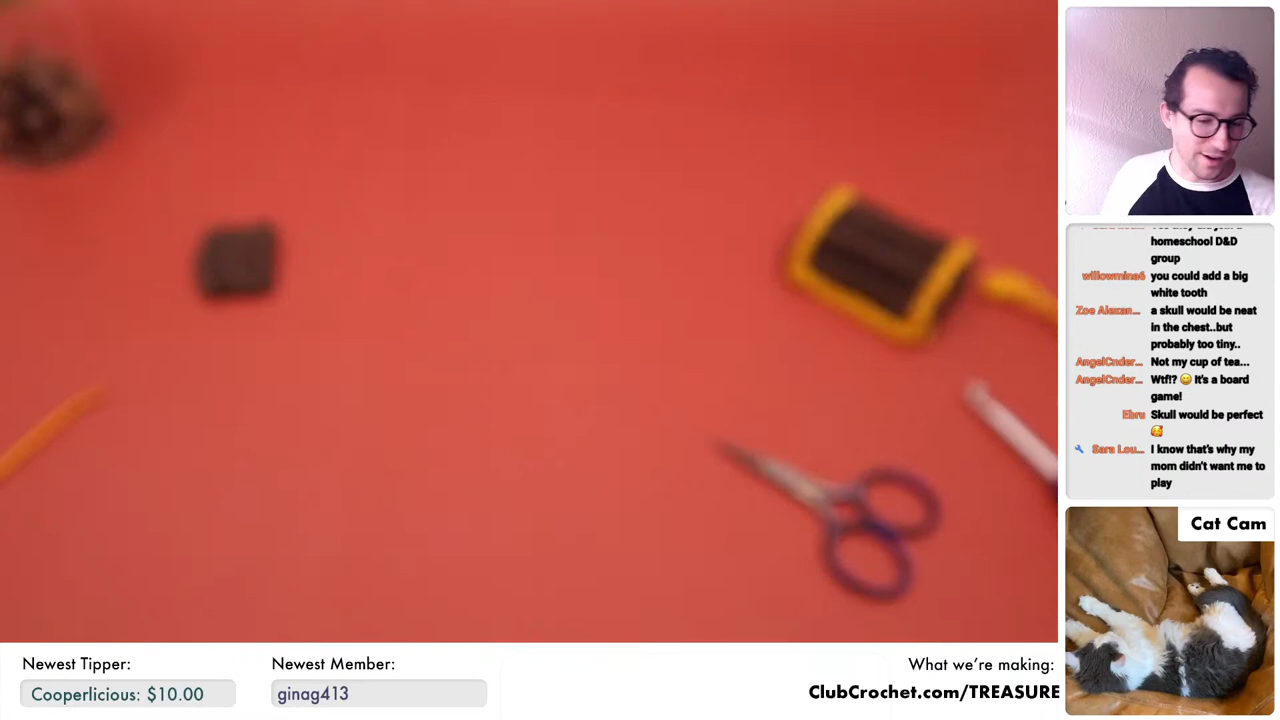 homeschool D&D
group
willowmine6 you could add a big
white tooth
Zoe Alexan... a skull would be neat
in the chest..but
probably too tiny..
AngelCnder... Not my cup of tea...
AngelCnder... Wtf!? 😄 It's a board
game!
Ebru Skull would be perfect
🥰
Sara Lou... I know that's why my
mom didn't want me to
play
Cat Cam
Newest Tipper:
Cooperlicious: $10.00
Newest Member:
ginag413
What we're making:
ClubCrochet.com/TREASURE